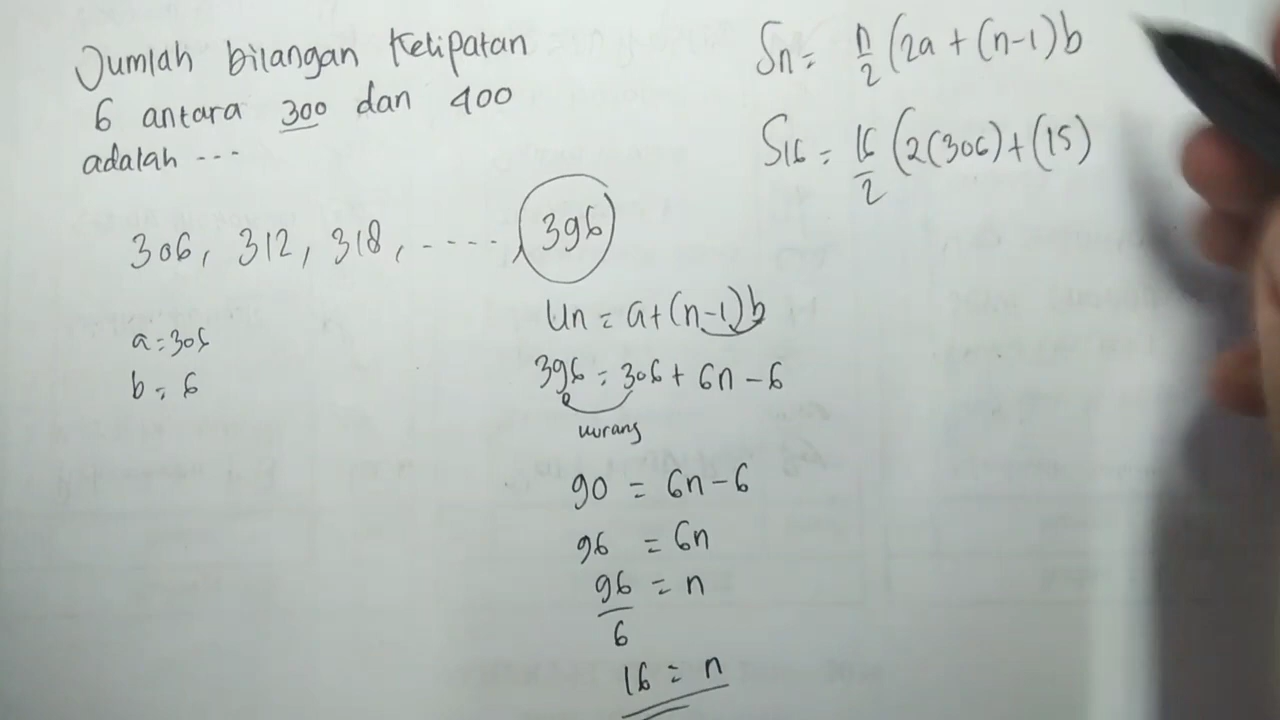 Jumlah bilangan kelipatan
6 antara 300 dan 400
adalah ---
306, 312, 318, ....., 396
a = 306
b = 6
Un = a + (n-1)b
396 = 306 + 6n - 6
kurang
90 = 6n - 6
96 = 6n
96/6 = n
16 = n
Sn = n/2 (2a + (n-1)b
S16 = 16/2 (2(306) + (15)